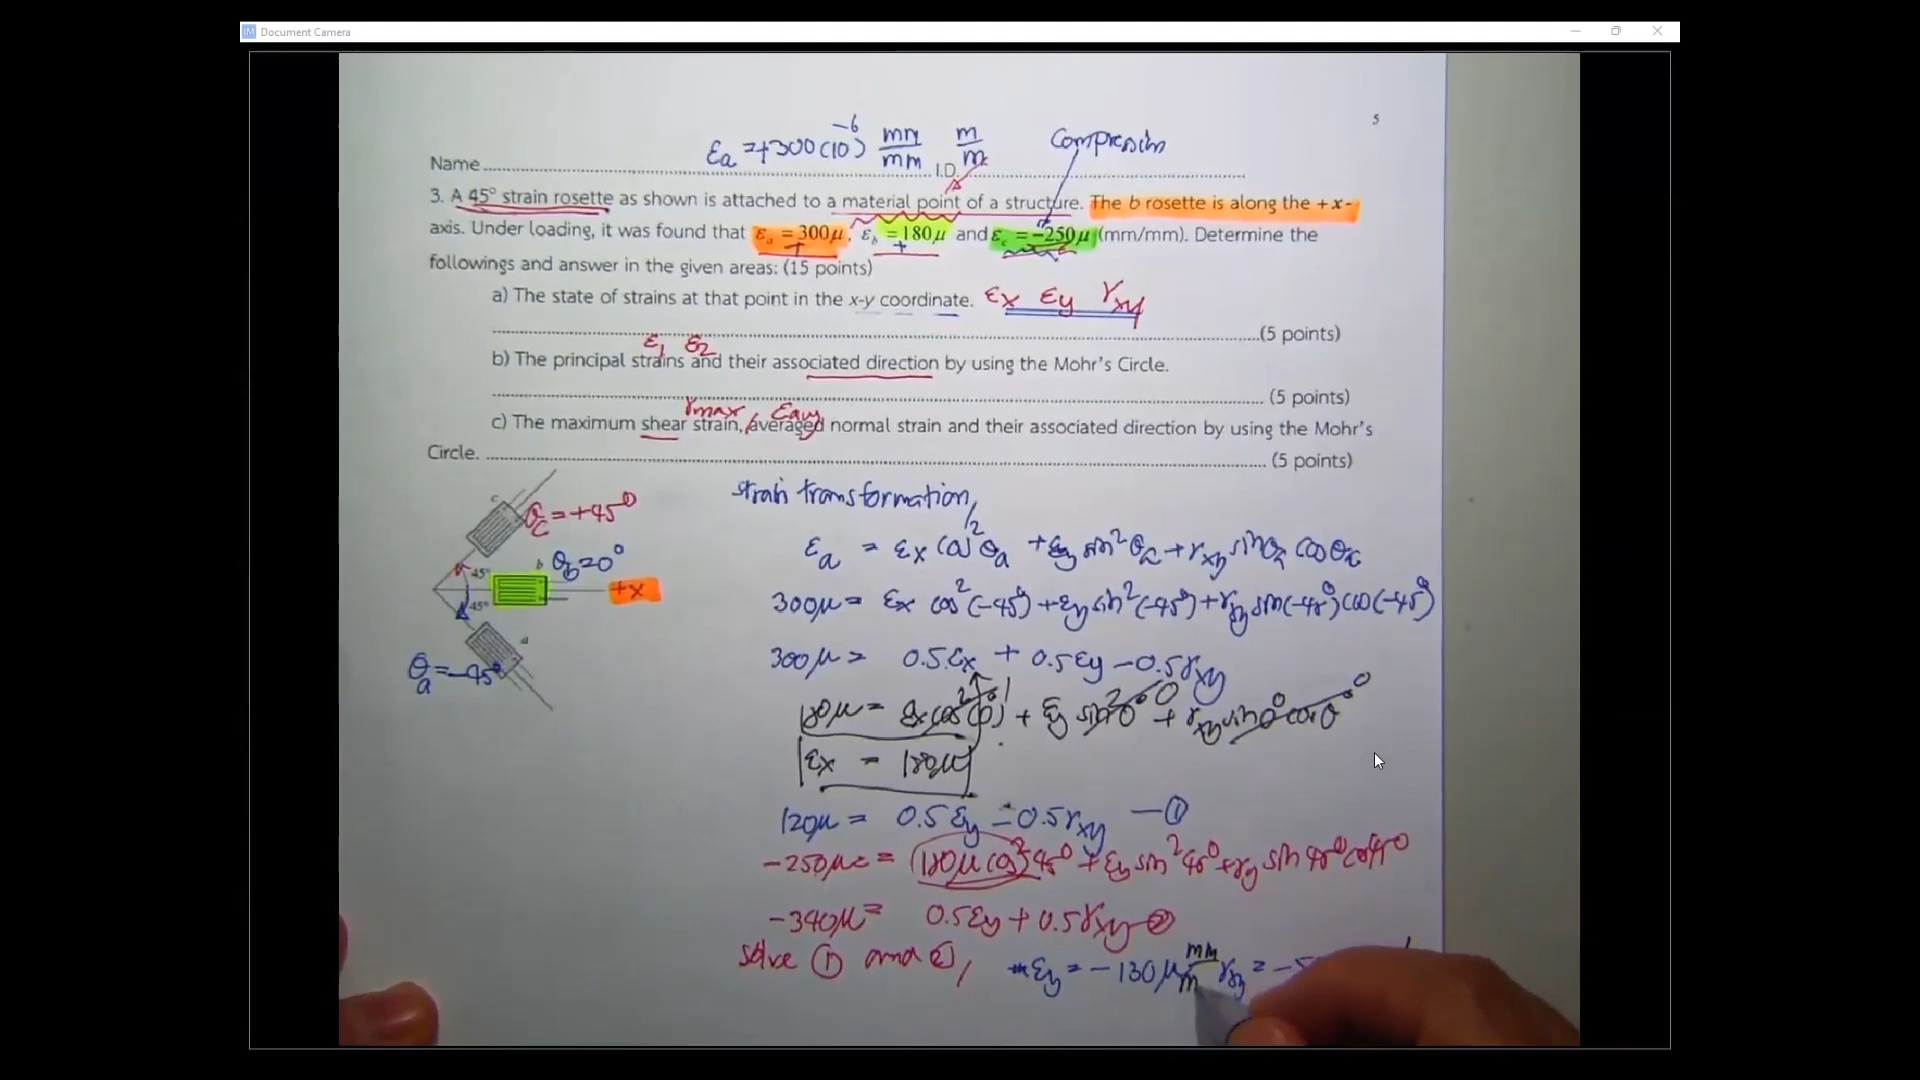 Document Camera
5
εa = +300(10)^-6 mm/mm m/m Compression
Name .......... I.D. ..........
3. A 45° strain rosette as shown is attached to a material point of a structure. The b rosette is along the +x-
axis. Under loading, it was found that εa = 300μ, εb = 180μ and εc = -250μ (mm/mm). Determine the
followings and answer in the given areas: (15 points)
a) The state of strains at that point in the x-y coordinate. εx εy γxy
.......... (5 points)
ε1 ε2
b) The principal strains and their associated direction by using the Mohr's Circle.
.......... (5 points)
γmax εavg
c) The maximum shear strain, averaged normal strain and their associated direction by using the Mohr's
Circle. .......... (5 points)
c θc = +45°
b θb = 0°
45°
+x
45°
a
θa = -45°
strain transformation,
εa = εx cos²θa + εy sin²θa + γxy sinθa cosθa
300μ = εx cos²(-45°) + εy sin²(-45°) + γxy sin(-45°)cos(-45°)
300μ = 0.5εx + 0.5εy - 0.5γxy
180μ = εx cos²(0°) 1 + εy sin²0° 0 + γxy sin0° cos0° 0
εx = 180μ
120μ = 0.5εy - 0.5γxy — ①
-250μ = 180μ cos²45° + εy sin²45° + γxy sin45° cos45°
-340μ = 0.5εy + 0.5γxy — ②
solve ① and ②, εy = -130μ mm/m γxy = -5